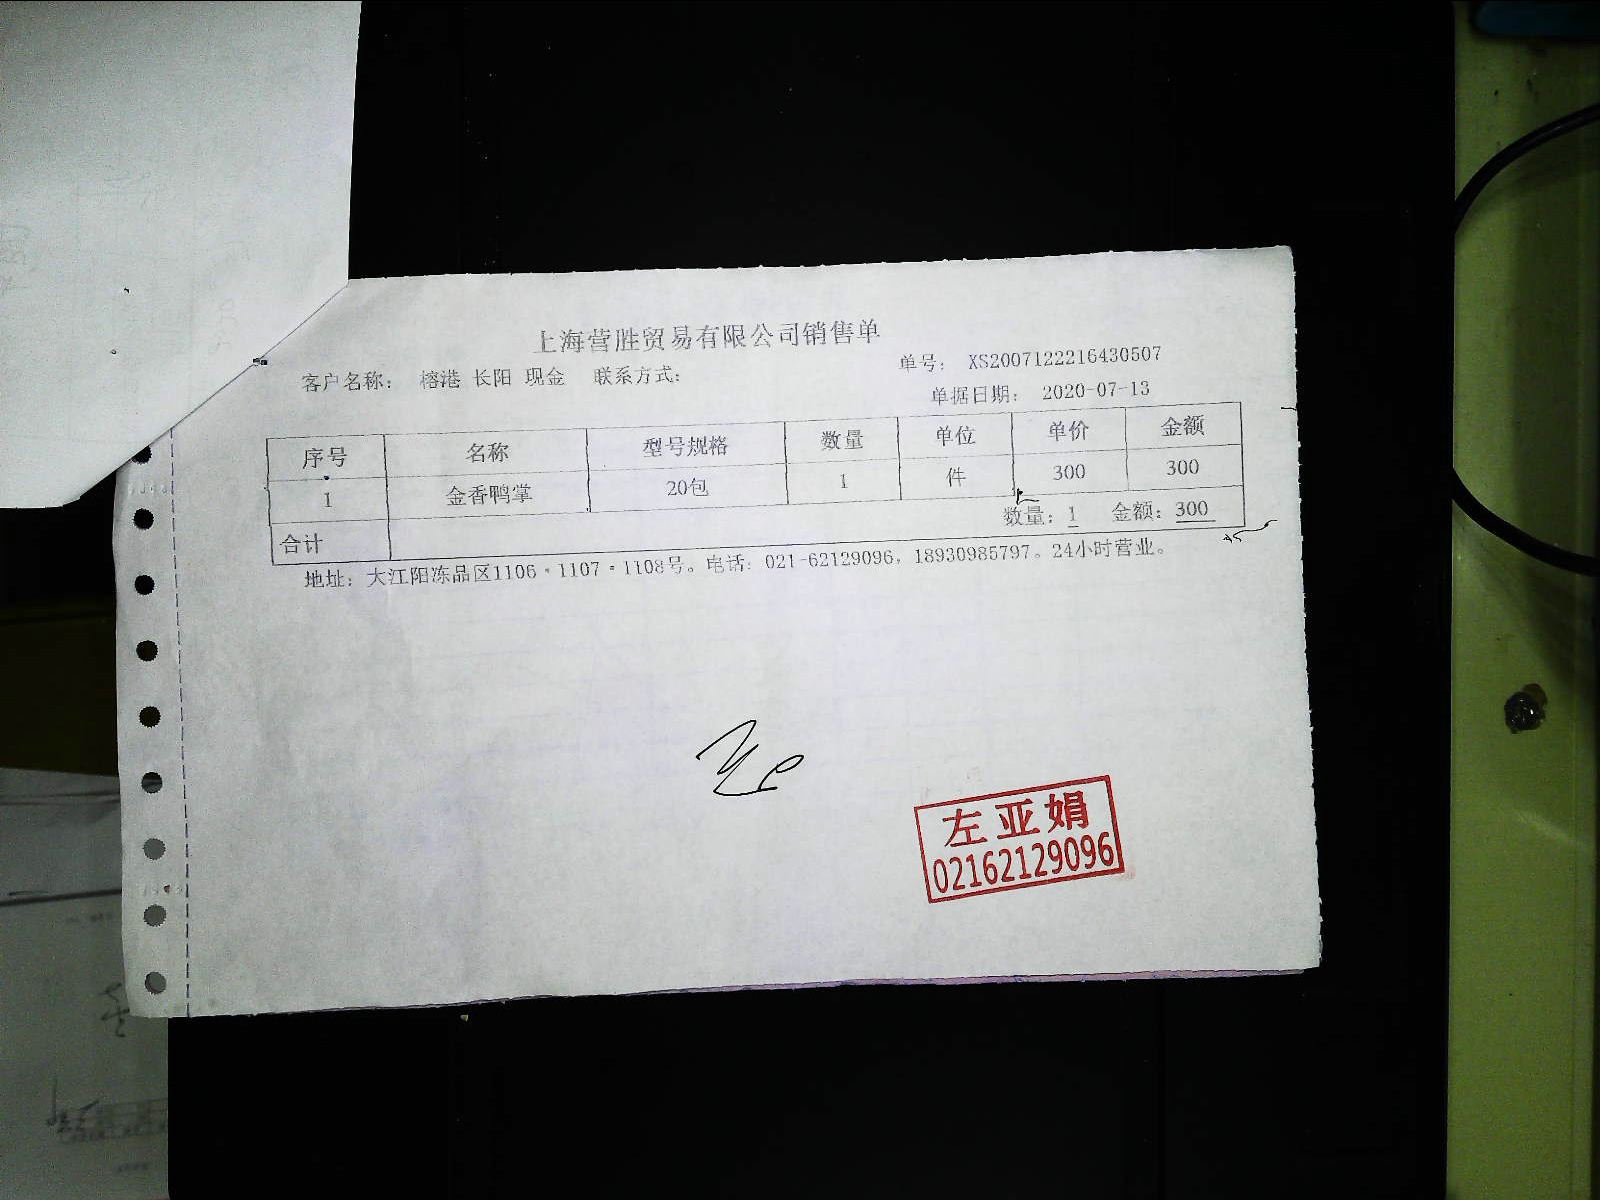 上海营胜贸易有限公司销售单
单号： XS2007122216430507
客户名称： 榕港 长阳 现金 联系方式：
单据日期： 2020-07-13
序号 名称 型号规格 数量 单位 单价 金额
1 金香鸭掌 20包 1 件 300 300
合计 数量：1 金额：300
地址：大江阳冻品区1106·1107·1108号。电话：021-62129096，18930985797。24小时营业。
左亚娟
02162129096